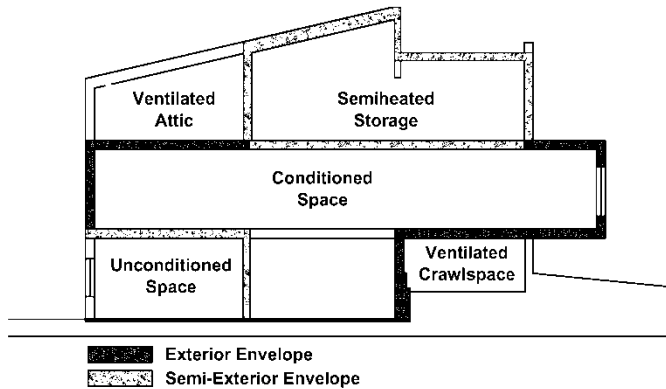 Ventilated
Attic
Semiheated
Storage
Conditioned
Space
Unconditioned
Space
Ventilated
Crawlspace
Exterior Envelope
Semi-Exterior Envelope